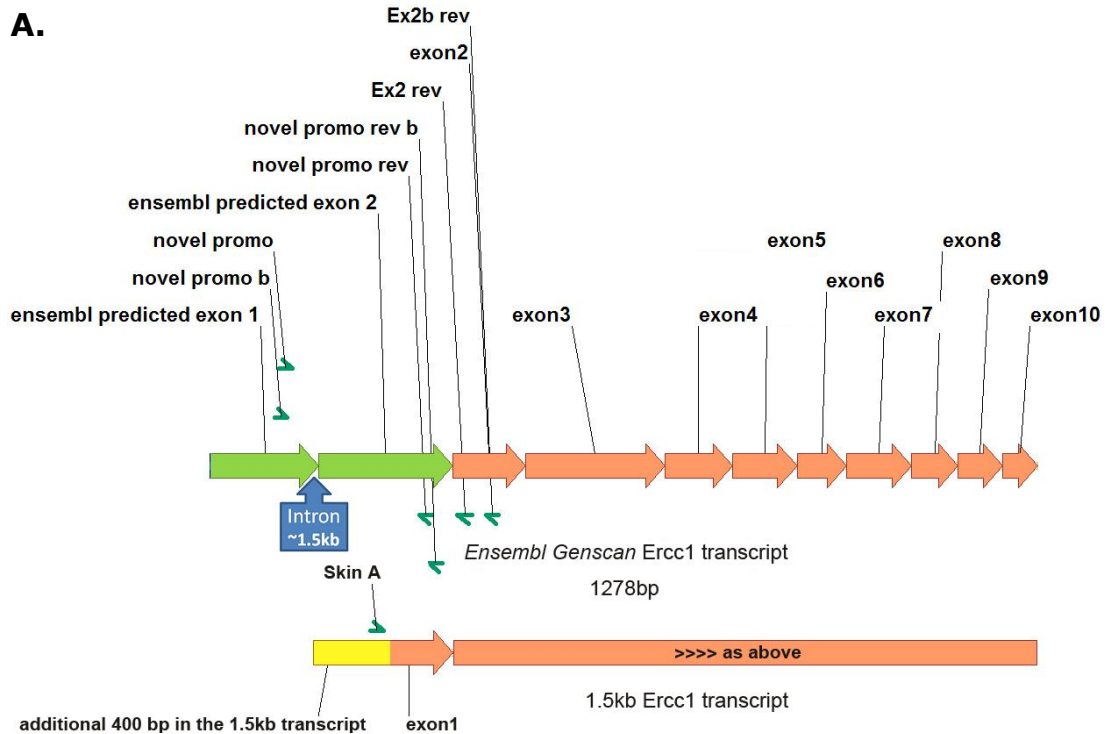 A.
Ex2b rev
exon2
Ex2 rev
novel promo rev b
novel promo rev
ensembl predicted exon 2
novel promo
exon5
exon8
novel promo b
exon6
exon9
ensembl predicted exon 1
exon3
exon4
exon7
exon10
Intron
~1.5kb
Ensembl Genscan Ercc1 transcript
1278bp
Skin A
>>>> as above
1.5kb Ercc1 transcript
additional 400 bp in the 1.5kb transcript
exon1